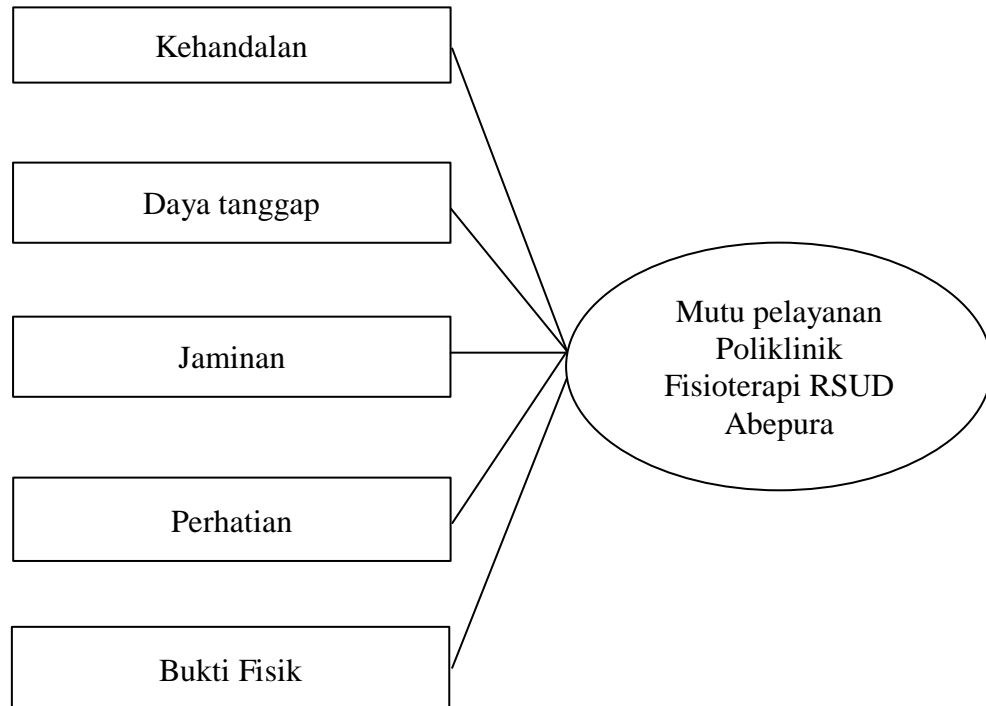 Kehandalan
Daya tanggap
Jaminan
Perhatian
Bukti Fisik
Mutu pelayanan
Poliklinik
Fisioterapi RSUD
Abepura